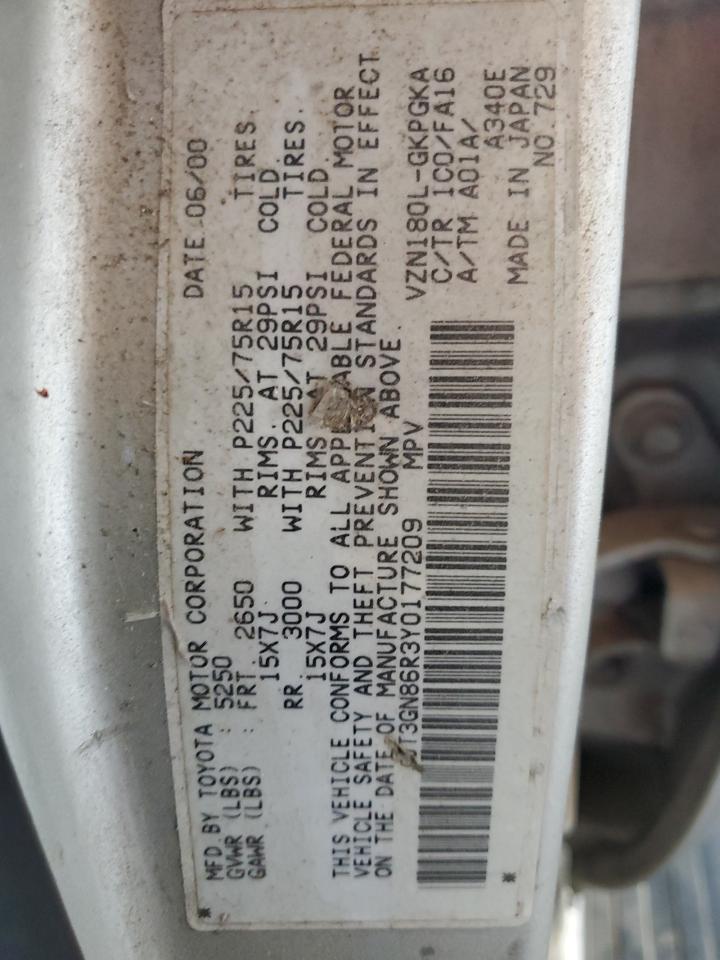 MFD BY TOYOTA MOTOR CORPORATION DATE 06/00
GVWR (LBS) : 5250
GAWR (LBS) : FRT. 2650 WITH P225/75R15 TIRES.
15X7J RIMS. AT 29PSI COLD.
RR. 3000 WITH P225/75R15 TIRES.
15X7J RIMS AT 29PSI COLD
THIS VEHICLE CONFORMS TO ALL FEDERAL MOTOR
VEHICLE SAFETY AND THEFT PREVENTION STANDARDS IN EFFECT
ON THE DATE OF MANUFACTURE SHOWN ABOVE.
T3GN86R3Y0177209 MPV
VZN180L-GKPGKA
C/TR 1C0/FA16
A/TM A01A/
A340E
MADE IN JAPAN
NO.729